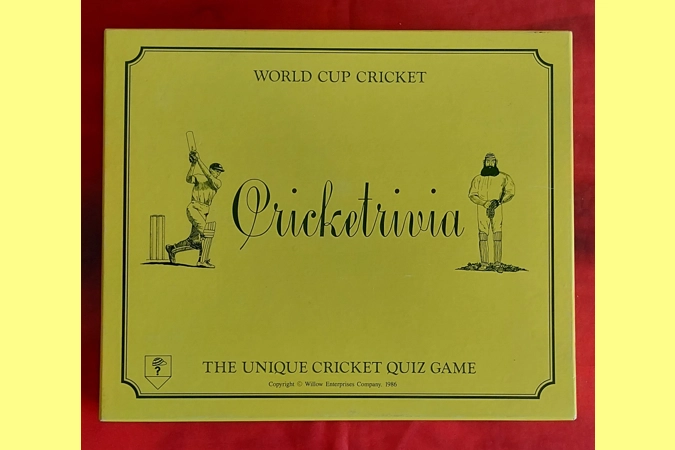 WORLD CUP CRICKET
Cricketrivia
?
THE UNIQUE CRICKET QUIZ GAME
Copyright © Willow Enterprises Company, 1986